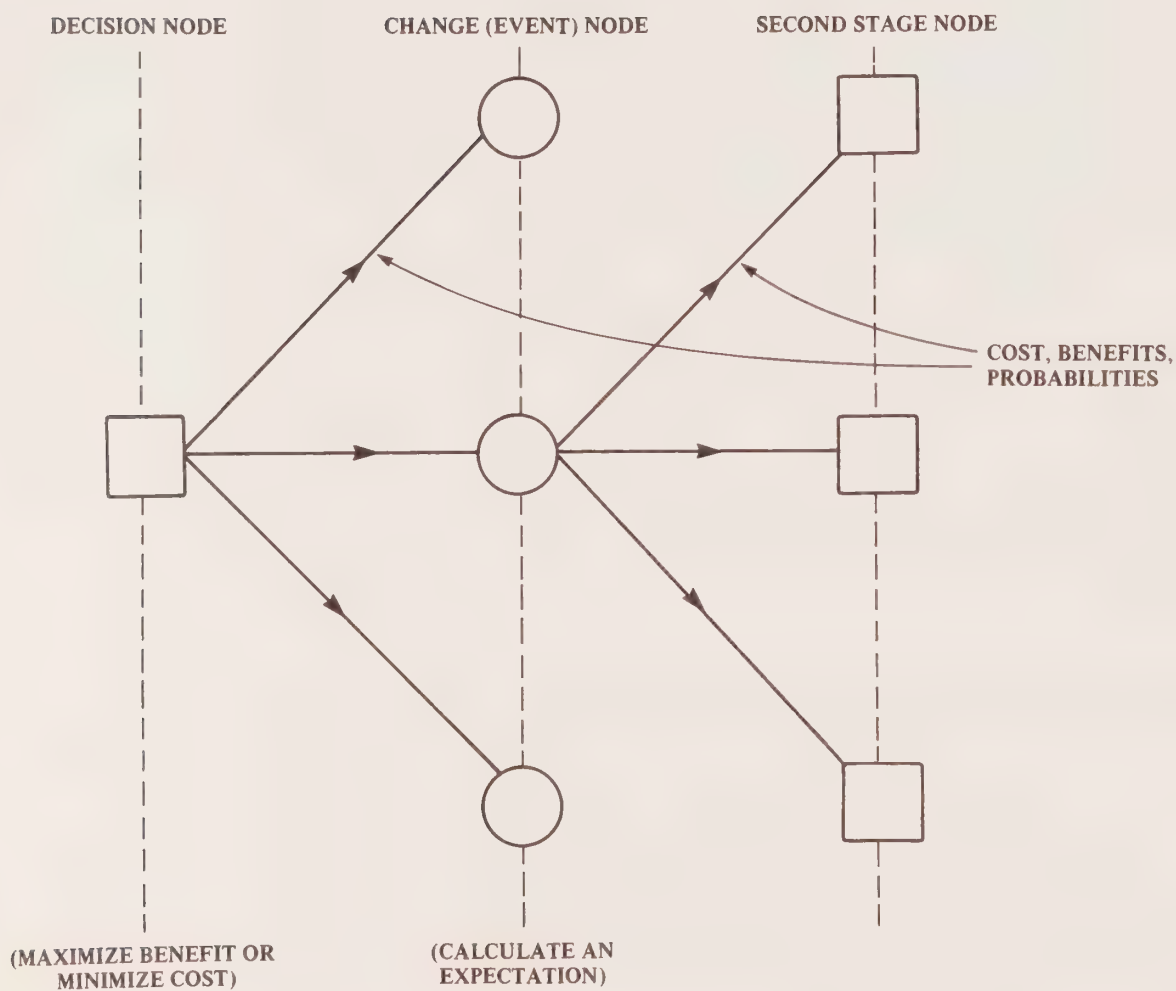 DECISION NODE
CHANGE (EVENT) NODE
SECOND STAGE NODE
COST, BENEFITS,
PROBABILITIES
(MAXIMIZE BENEFIT OR
MINIMIZE COST)
(CALCULATE AN
EXPECTATION)